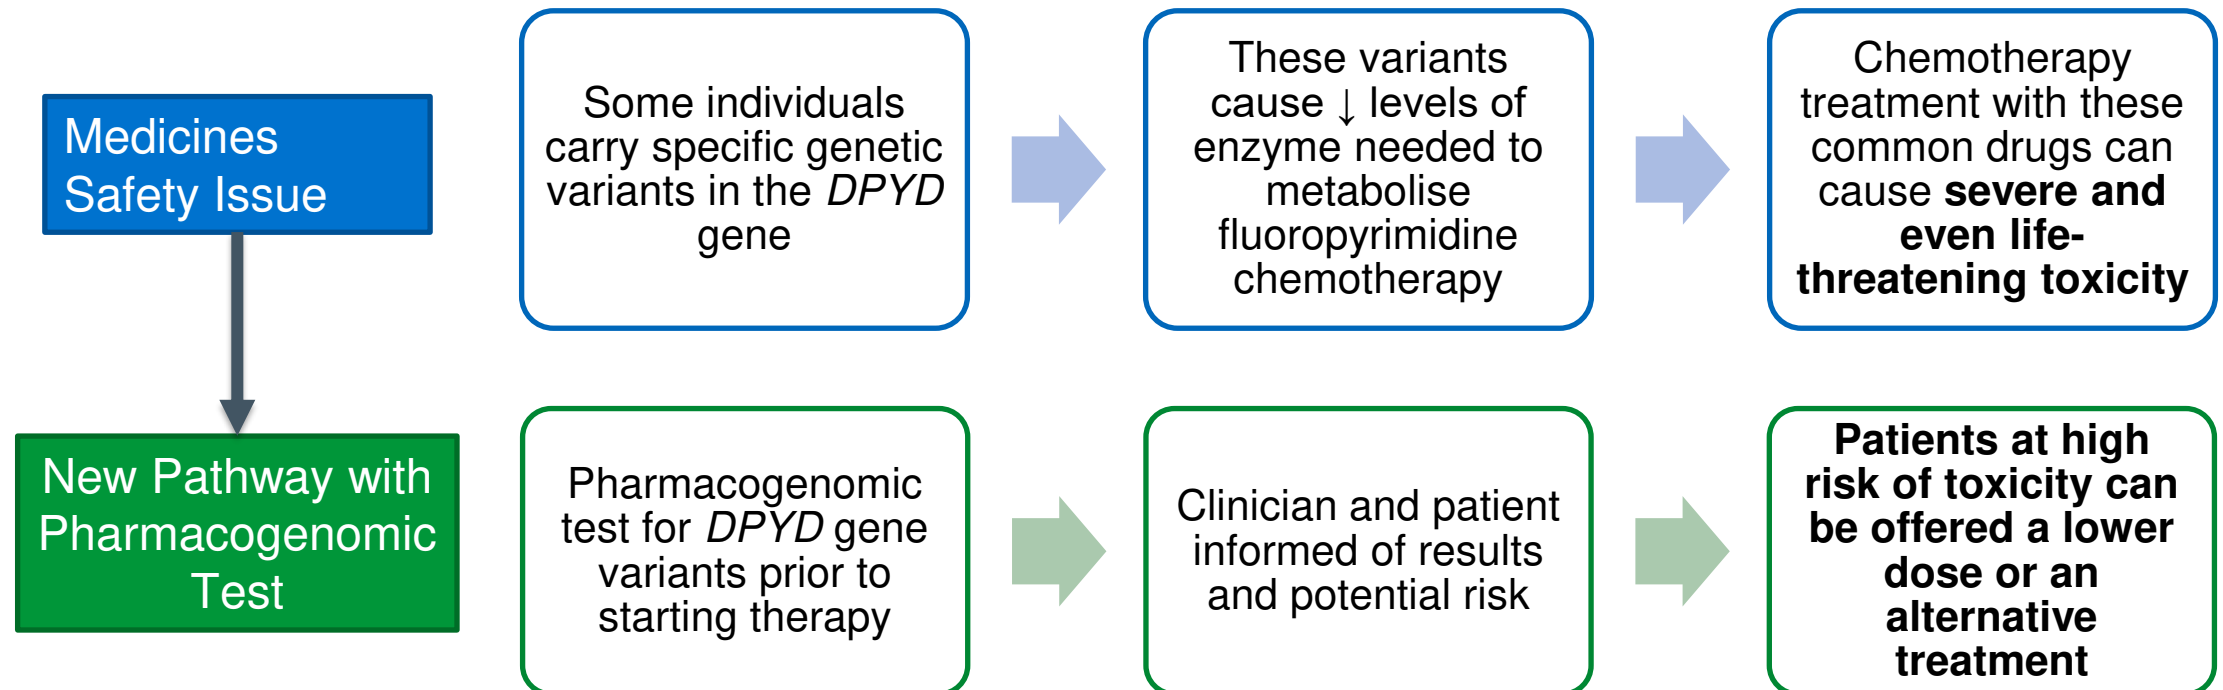 Medicines
Safety Issue
Some individuals
carry specific genetic
variants in the DPYD
gene
These variants
cause ↓ levels of
enzyme needed to
metabolise
fluoropyrimidine
chemotherapy
Chemotherapy
treatment with these
common drugs can
cause severe and
even life-
threatening toxicity
New Pathway with
Pharmacogenomic
Test
Pharmacogenomic
test for DPYD gene
variants prior to
starting therapy
Clinician and patient
informed of results
and potential risk
Patients at high
risk of toxicity can
be offered a lower
dose or an
alternative
treatment